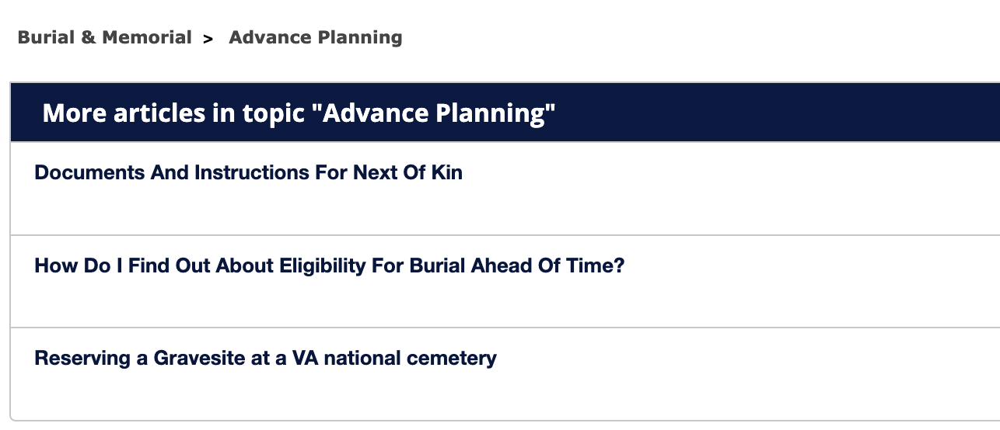 Burial & Memorial > Advance Planning
More articles in topic "Advance Planning"
Documents And Instructions For Next Of Kin
How Do I Find Out About Eligibility For Burial Ahead Of Time?
Reserving a Gravesite at a VA national cemetery